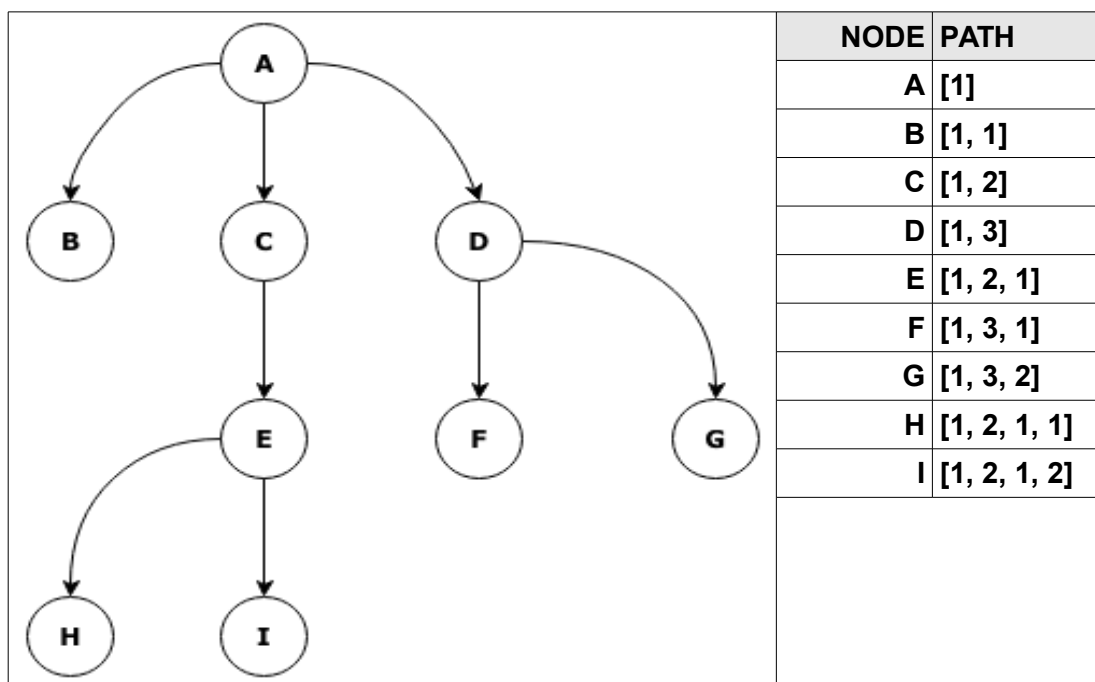 A
B
C
D
E
F
G
H
I
NODE PATH
A [1]
B [1, 1]
C [1, 2]
D [1, 3]
E [1, 2, 1]
F [1, 3, 1]
G [1, 3, 2]
H [1, 2, 1, 1]
I [1, 2, 1, 2]